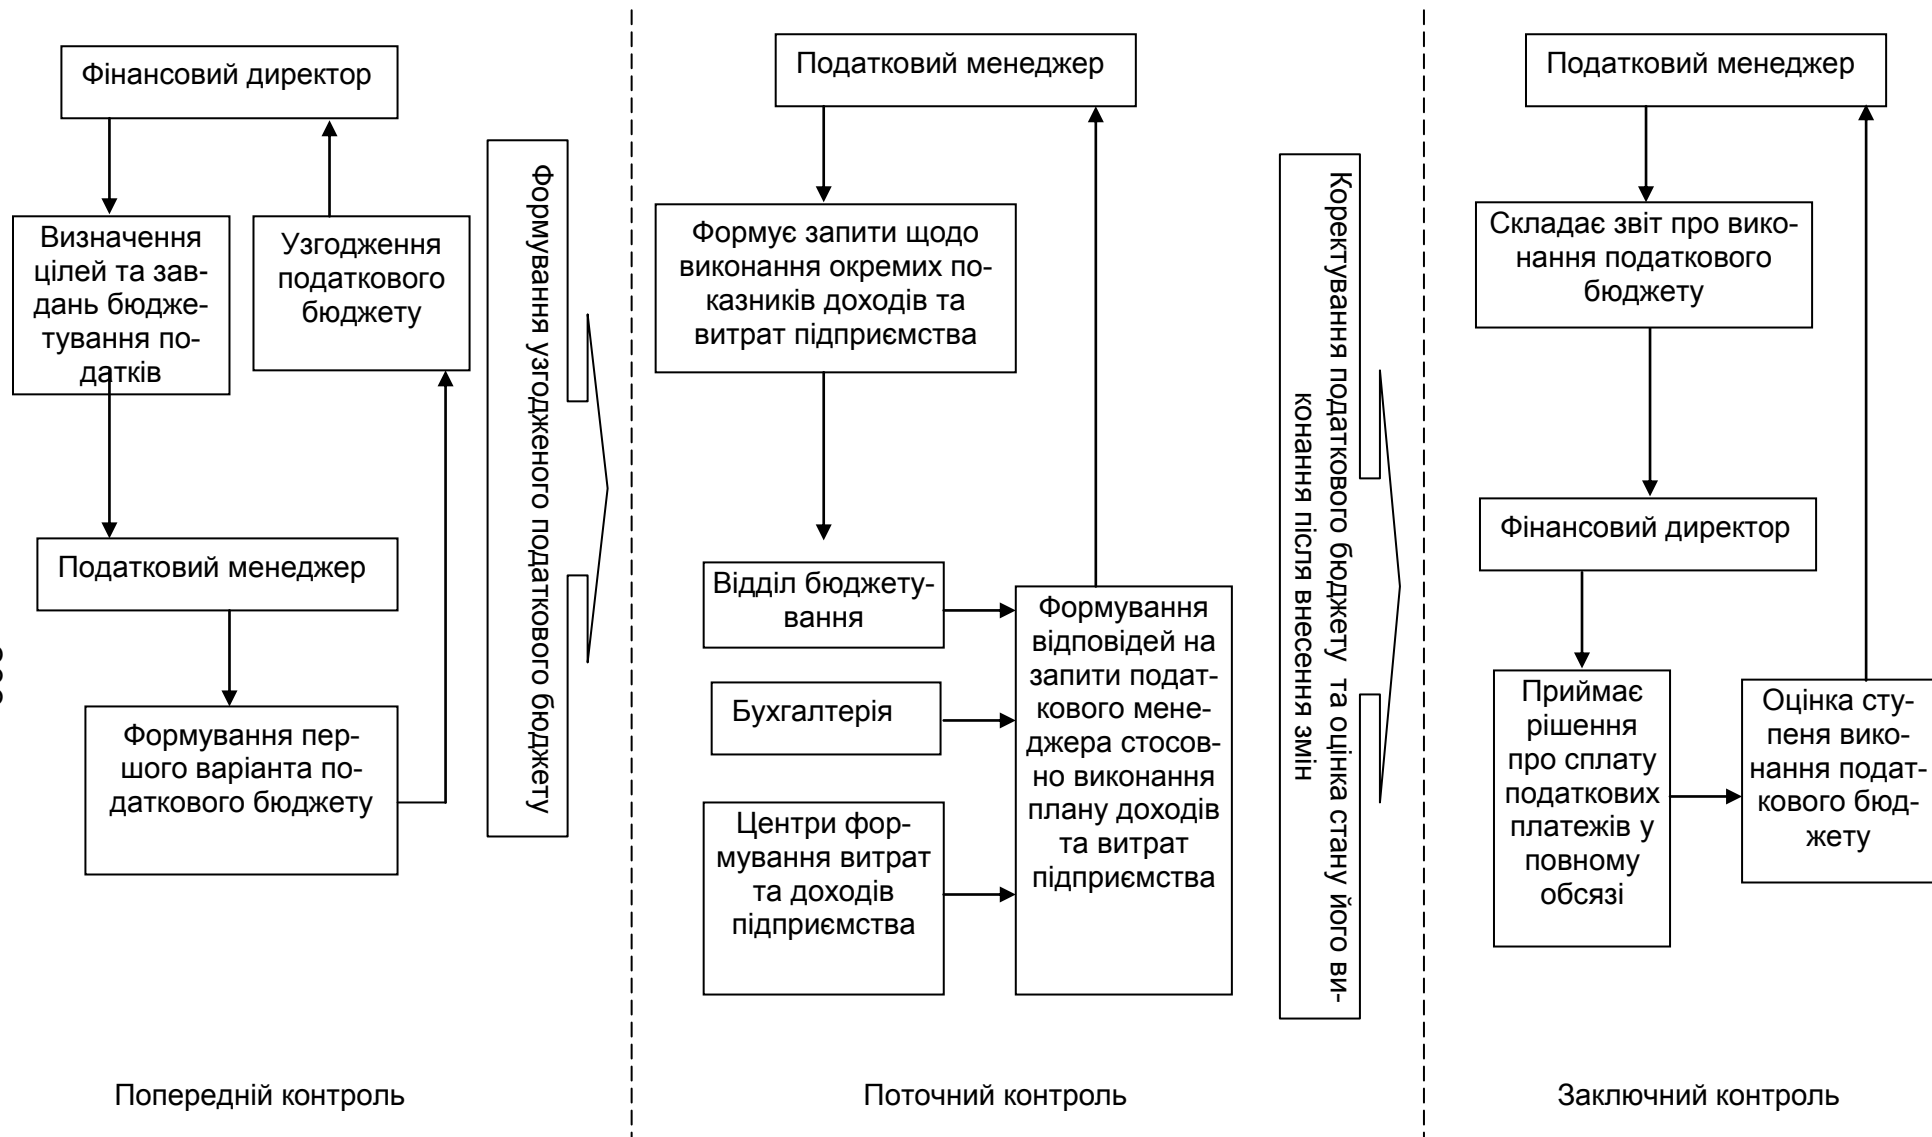 Фінансовий директор
Визначення
цілей та зав-
дань бюдже-
тування по-
датків
Узгодження
податкового
бюджету
Податковий менеджер
Формування пер-
шого варіанта по-
даткового бюджету
Формування узгодженого податкового бюджету
Попередній контроль
Податковий менеджер
Формує запити щодо
виконання окремих по-
казників доходів та
витрат підприємства
Відділ бюджету-
вання
Бухгалтерія
Центри фор-
мування витрат
та доходів
підприємства
Формування
відповідей на
запити подат-
кового мене-
джера стосов-
но виконання
плану доходів
та витрат
підприємства
Коректування податкового бюджету та оцінка стану його ви-
конання після внесення змін
Поточний контроль
Податковий менеджер
Складає звіт про вико-
нання податкового
бюджету
Фінансовий директор
Приймає
рішення
про сплату
податкових
платежів у
повному
обсязі
Оцінка сту-
пеня вико-
нання подат-
кового бюд-
жету
Заключний контроль